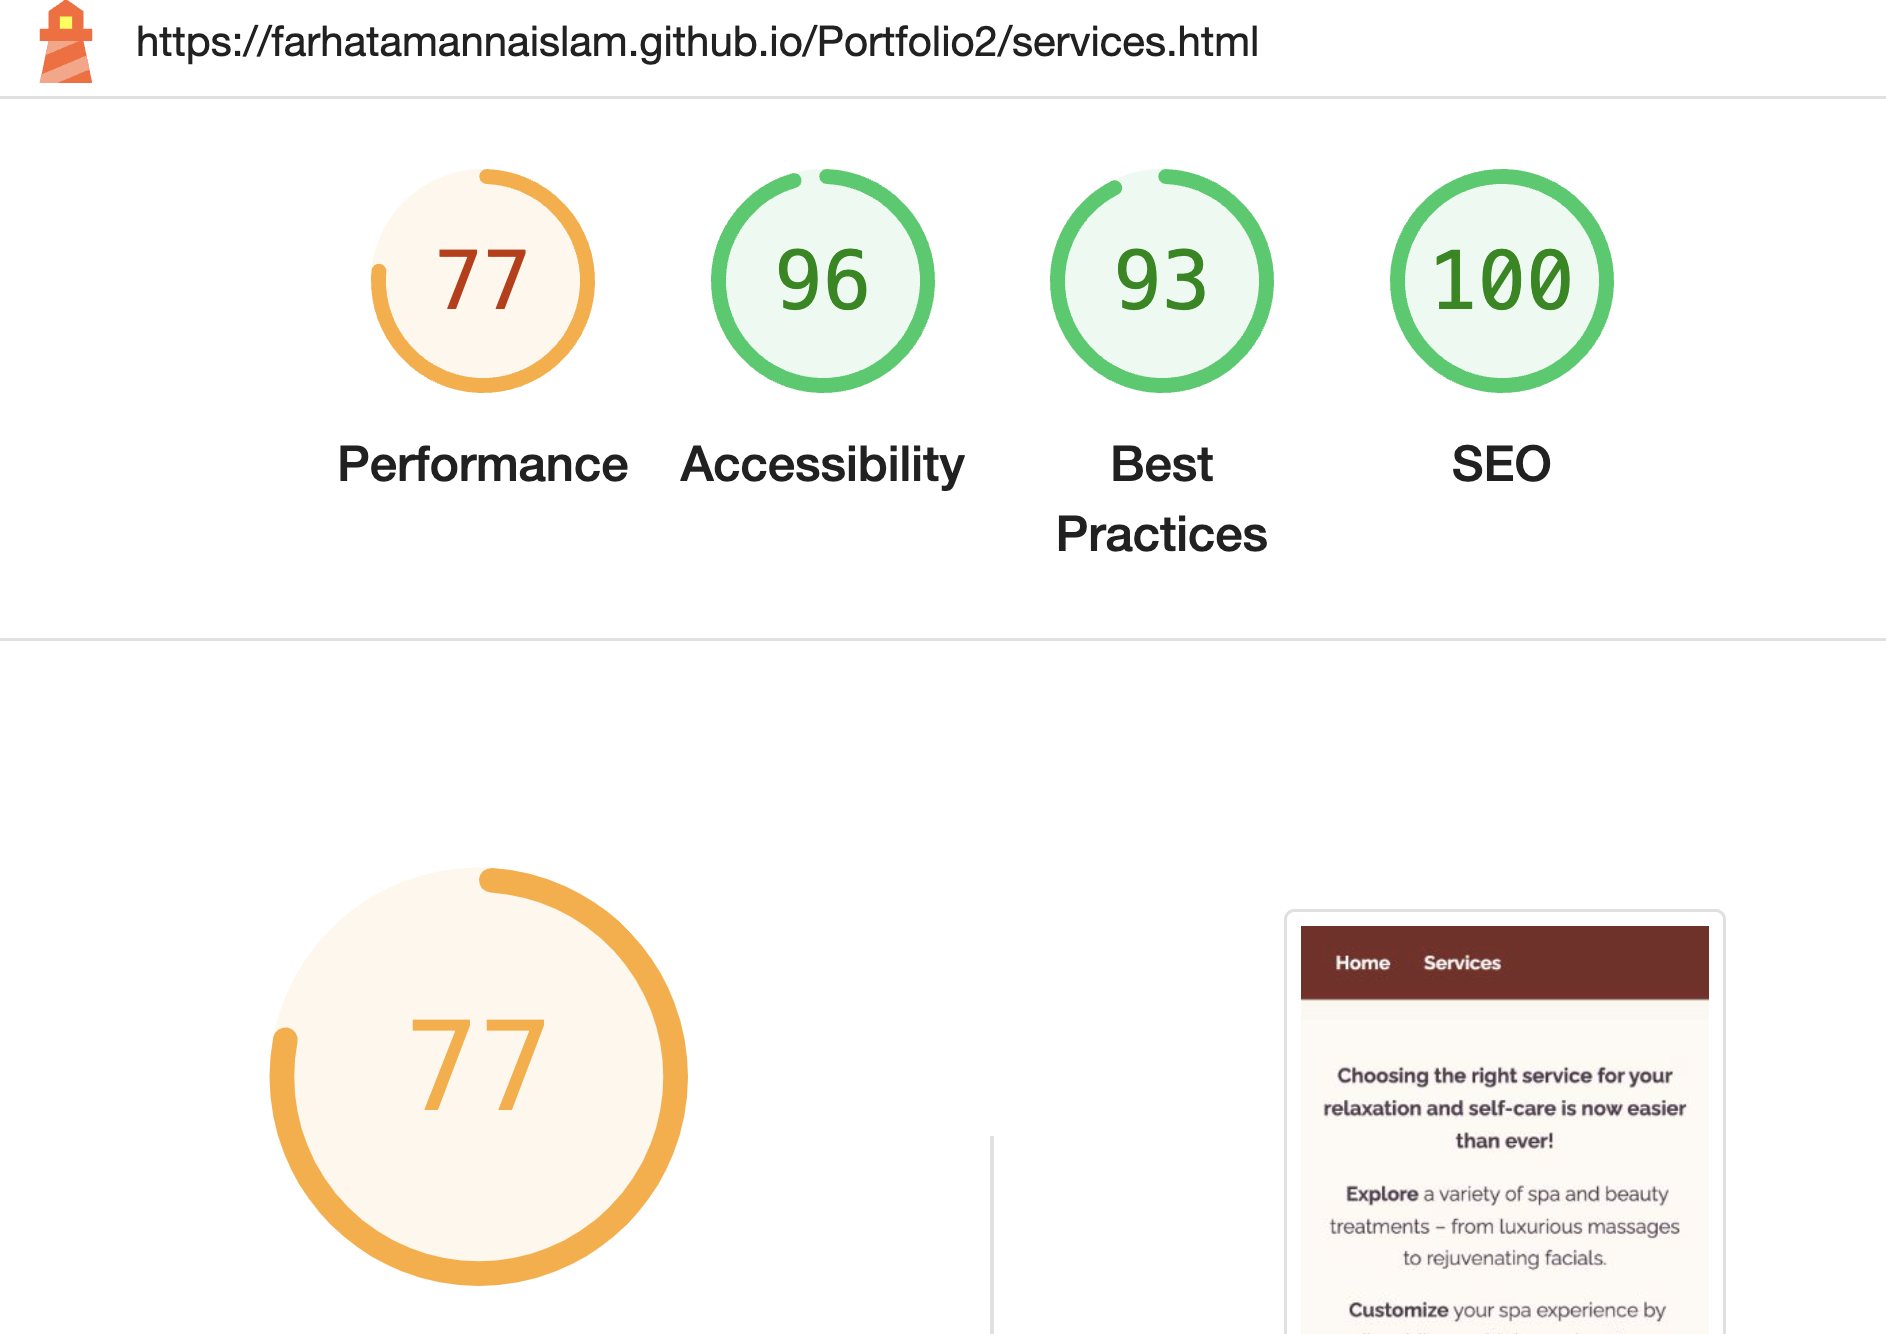 https://farhatamannaislam.github.io/Portfolio2/services.html
77 96 93 100
Performance Accessibility Best Practices SEO
77
Home Services
Choosing the right service for your
relaxation and self-care is now easier
than ever!
Explore a variety of spa and beauty
treatments – from luxurious massages
to rejuvenating facials.
Customize your spa experience by